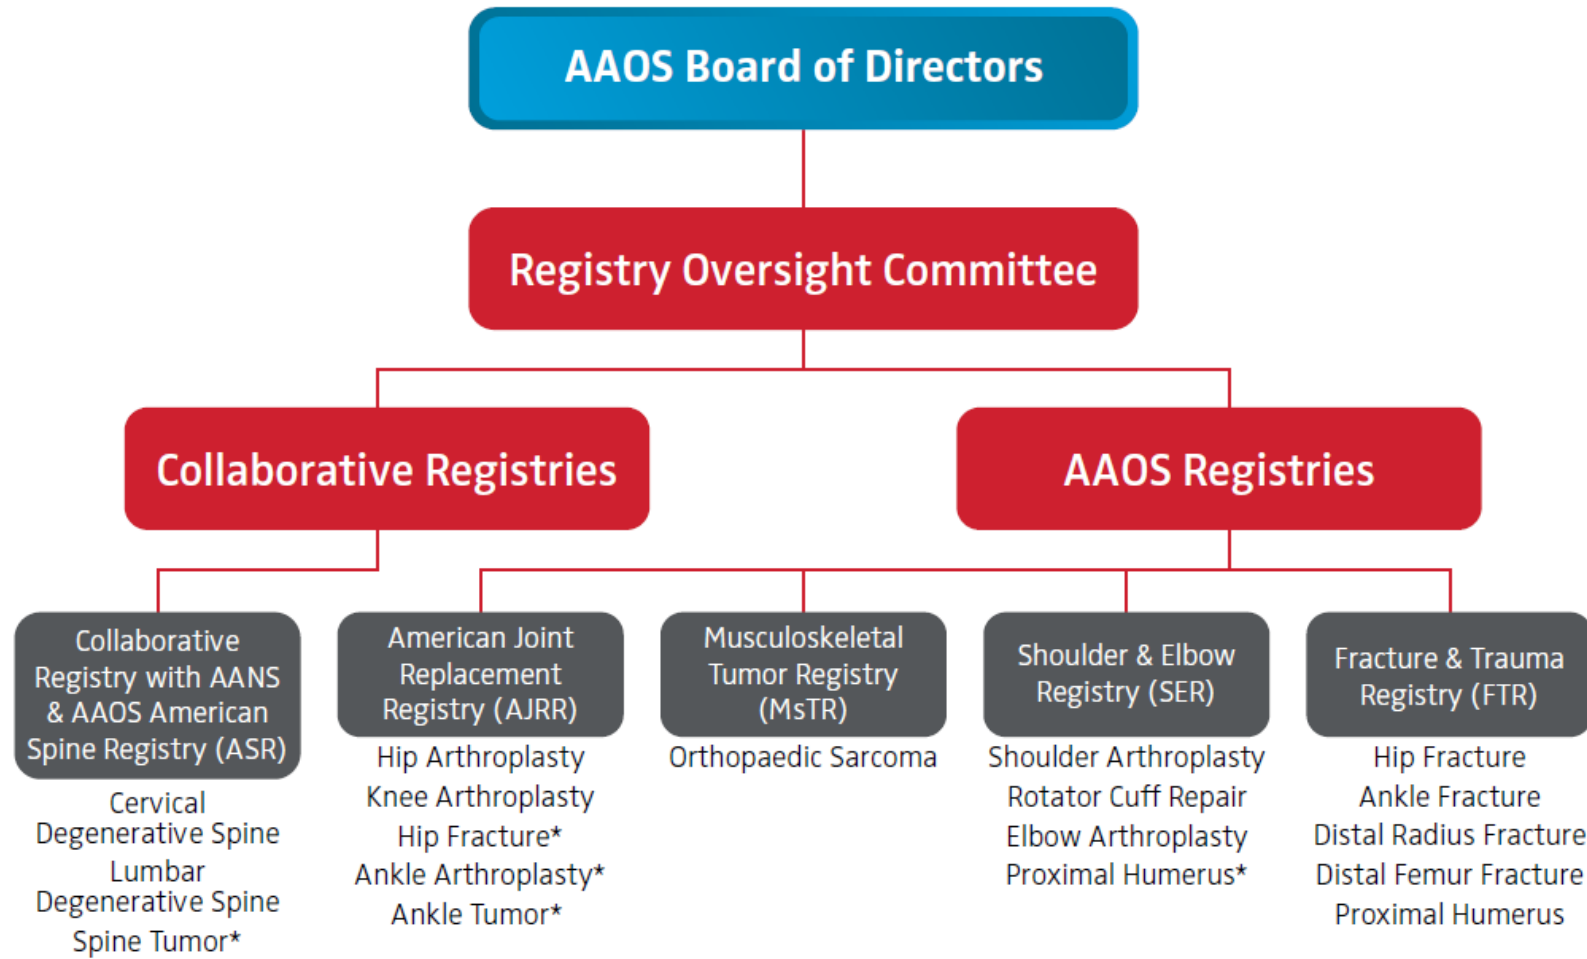 AAOS Board of Directors
Registry Oversight Committee
Collaborative Registries
AAOS Registries
Collaborative
Registry with AANS
& AAOS American
Spine Registry (ASR)
Cervical
Degenerative Spine
Lumbar
Degenerative Spine
Spine Tumor*
American Joint
Replacement
Registry (AJRR)
Hip Arthroplasty
Knee Arthroplasty
Hip Fracture*
Ankle Arthroplasty*
Ankle Tumor*
Musculoskeletal
Tumor Registry
(MsTR)
Orthopaedic Sarcoma
Shoulder & Elbow
Registry (SER)
Shoulder Arthroplasty
Rotator Cuff Repair
Elbow Arthroplasty
Proximal Humerus*
Fracture & Trauma
Registry (FTR)
Hip Fracture
Ankle Fracture
Distal Radius Fracture
Distal Femur Fracture
Proximal Humerus